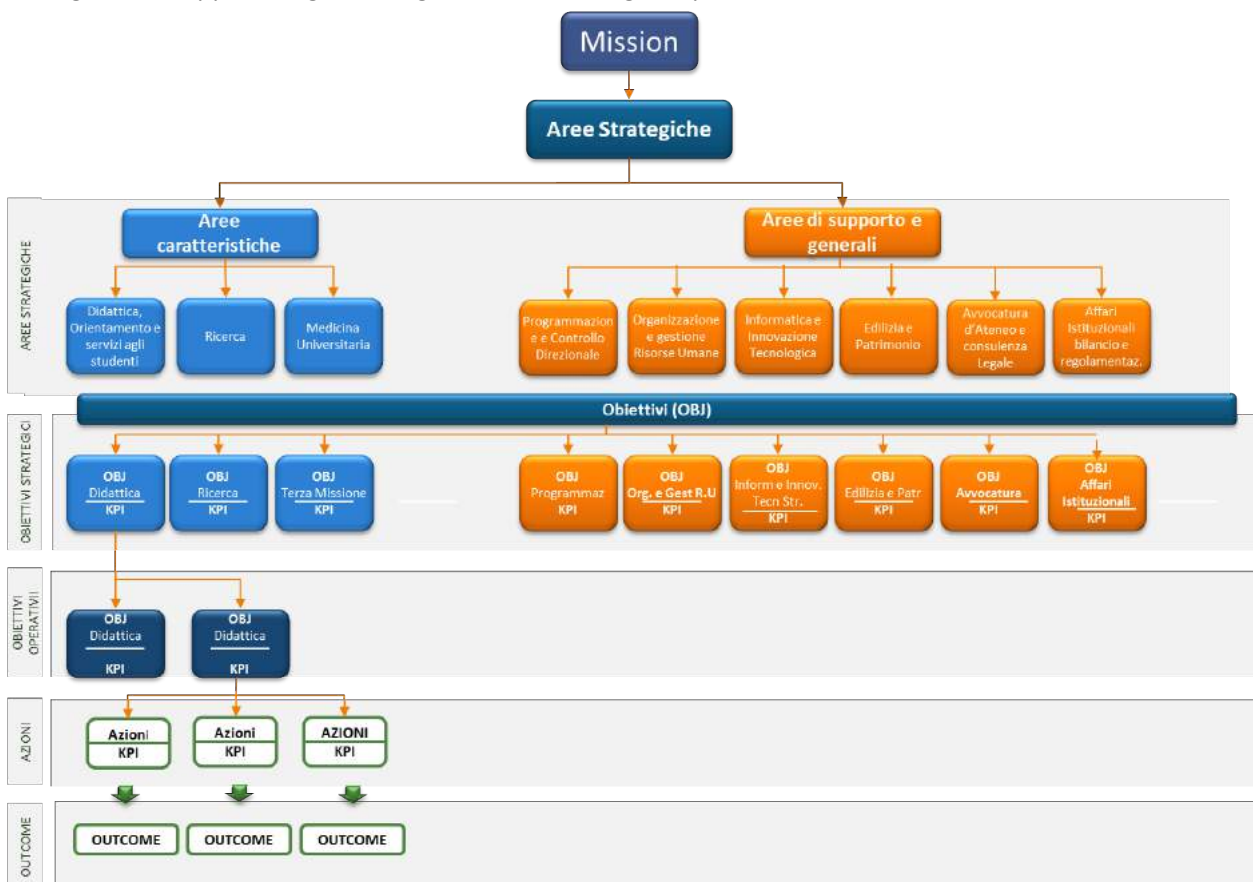 Mission
Aree Strategiche
AREE STRATEGICHE
Aree
caratteristiche
Aree di supporto e
generali
Didattica,
Orientamento e
servizi agli
studenti
Ricerca
Medicina
Universitaria
Programmazion
e e Controllo
Direzionale
Organizzazione
e gestione
Risorse Umane
Informatica e
Innovazione
Tecnologica
Edilizia e
Patrimonio
Avvocatura
d'Ateneo e
consulenza
Legale
Affari
Istituzionali
bilancio e
regolamentaz.
Obiettivi (OBJ)
OBIETTIVI STRATEGICI
OBJ
Didattica
KPI
OBJ
Ricerca
KPI
OBJ
Terza Missione
KPI
OBJ
Programmaz
KPI
OBJ
Org. e Gest R.U
KPI
OBJ
Inform e Innov.
Tecn Str.
KPI
OBJ
Edilizia e Patr
KPI
OBJ
Avvocatura
KPI
OBJ
Affari
Istituzionali
KPI
OBIETTIVI
OPERATIVII
OBJ
Didattica
KPI
OBJ
Didattica
KPI
AZIONI
Azioni
KPI
Azioni
KPI
AZIONI
KPI
OUTCOME
OUTCOME
OUTCOME
OUTCOME